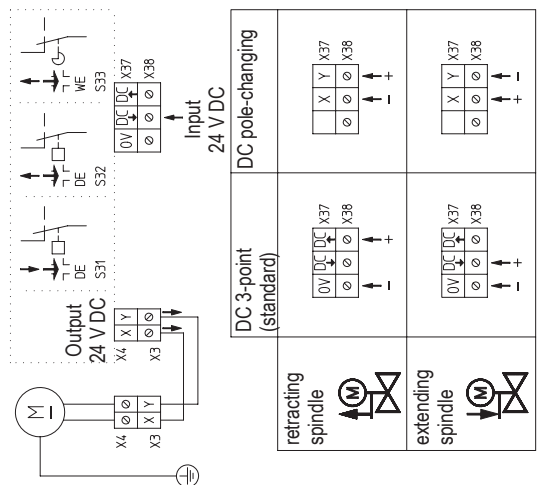 M
X4
X3 X Y
Output
24 V DC
X4 X Y
X3
DE
S31
DE
S32
WE
S33
0V DC DC X37
X38
Input
24 V DC
DC 3-point
(standard)
DC pole-changing
retracting
spindle
M
0V DC DC X37
X38
- +
X Y X37
X38
- +
extending
spindle
M
0V DC DC X37
X38
- +
X Y X37
X38
+ -